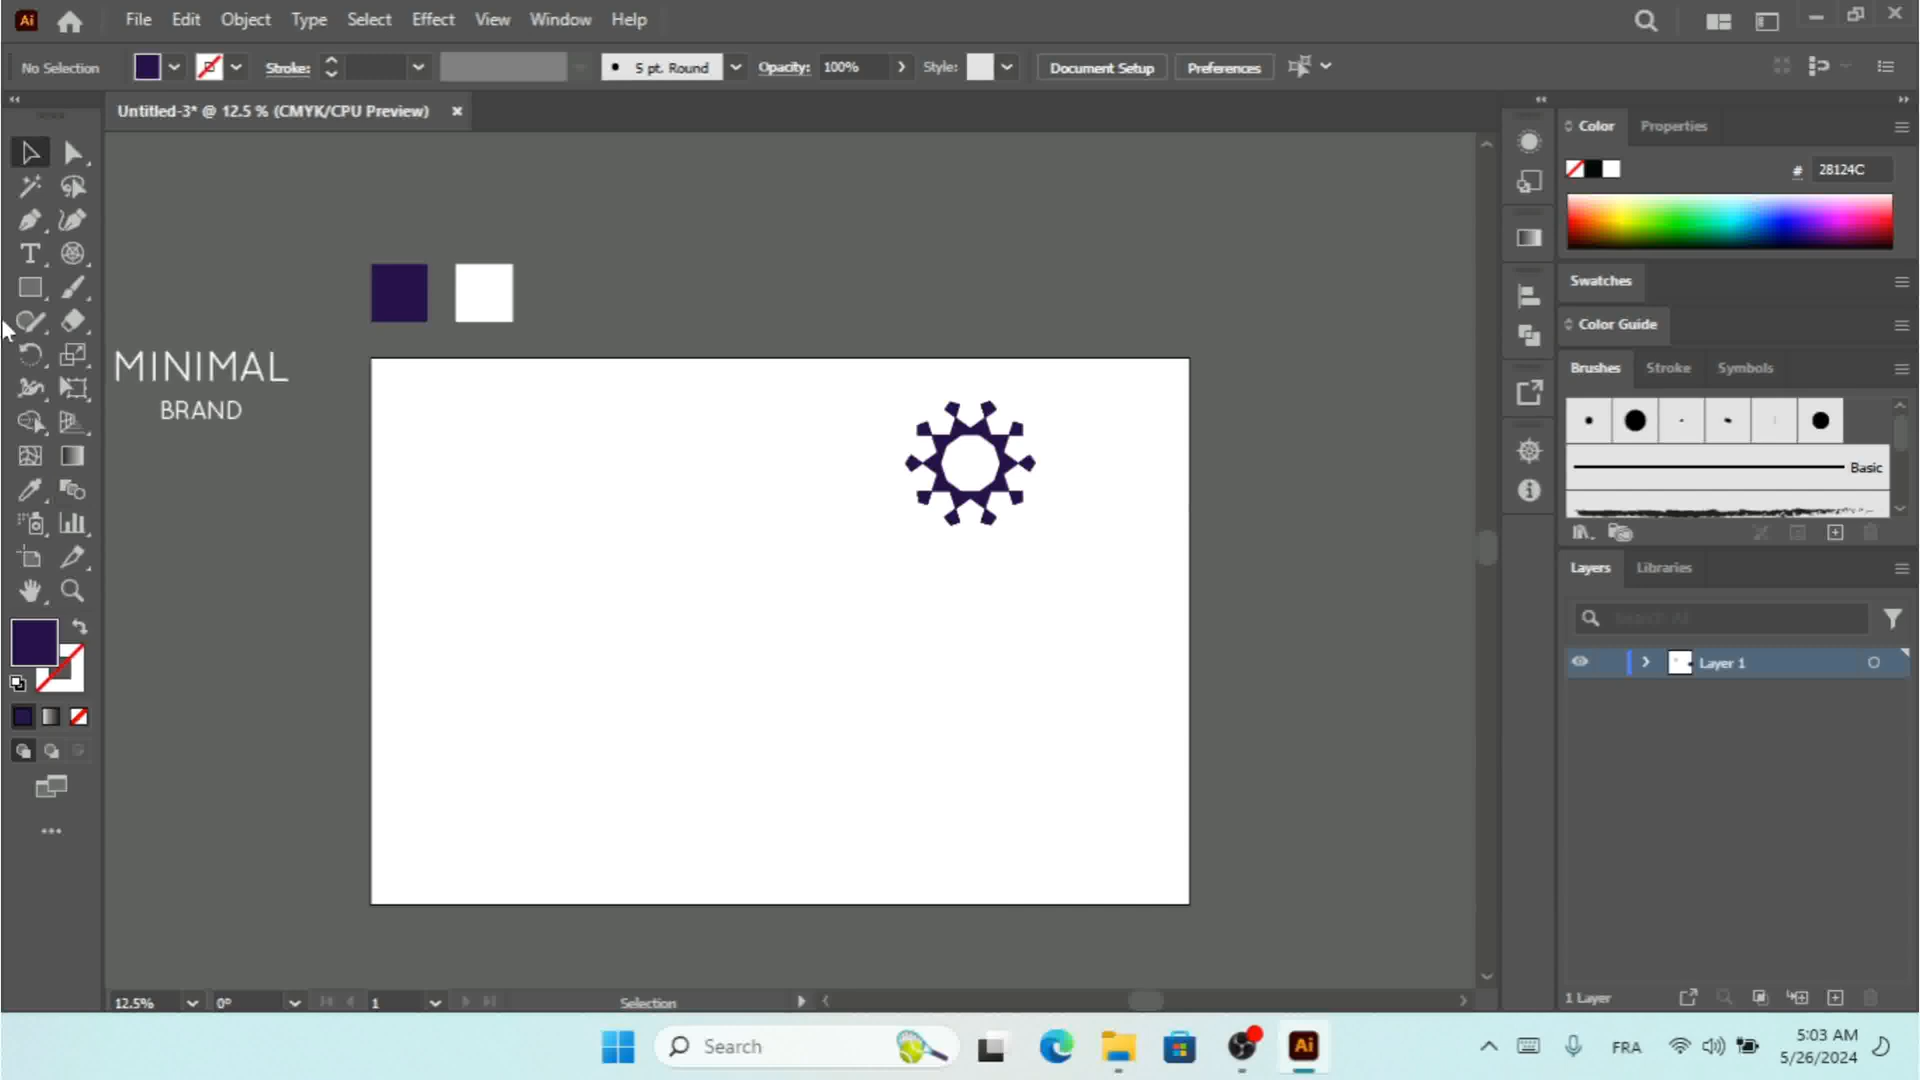 Ai File Edit Object Type Select Effect View Window Help
No Selection Stroke: 5 pt. Round Opacity: 100% Style: Document Setup Preferences
Untitled-3* @ 12.5 % (CMYK/CPU Preview)
Color Properties
# 28124C
Swatches
Color Guide
Brushes Stroke Symbols
Basic
MINIMAL
BRAND
Layers Libraries
Layer 1
12.5% 0° 1 Selection
1 Layer
Search
Ai
FRA
5:03 AM
5/26/2024